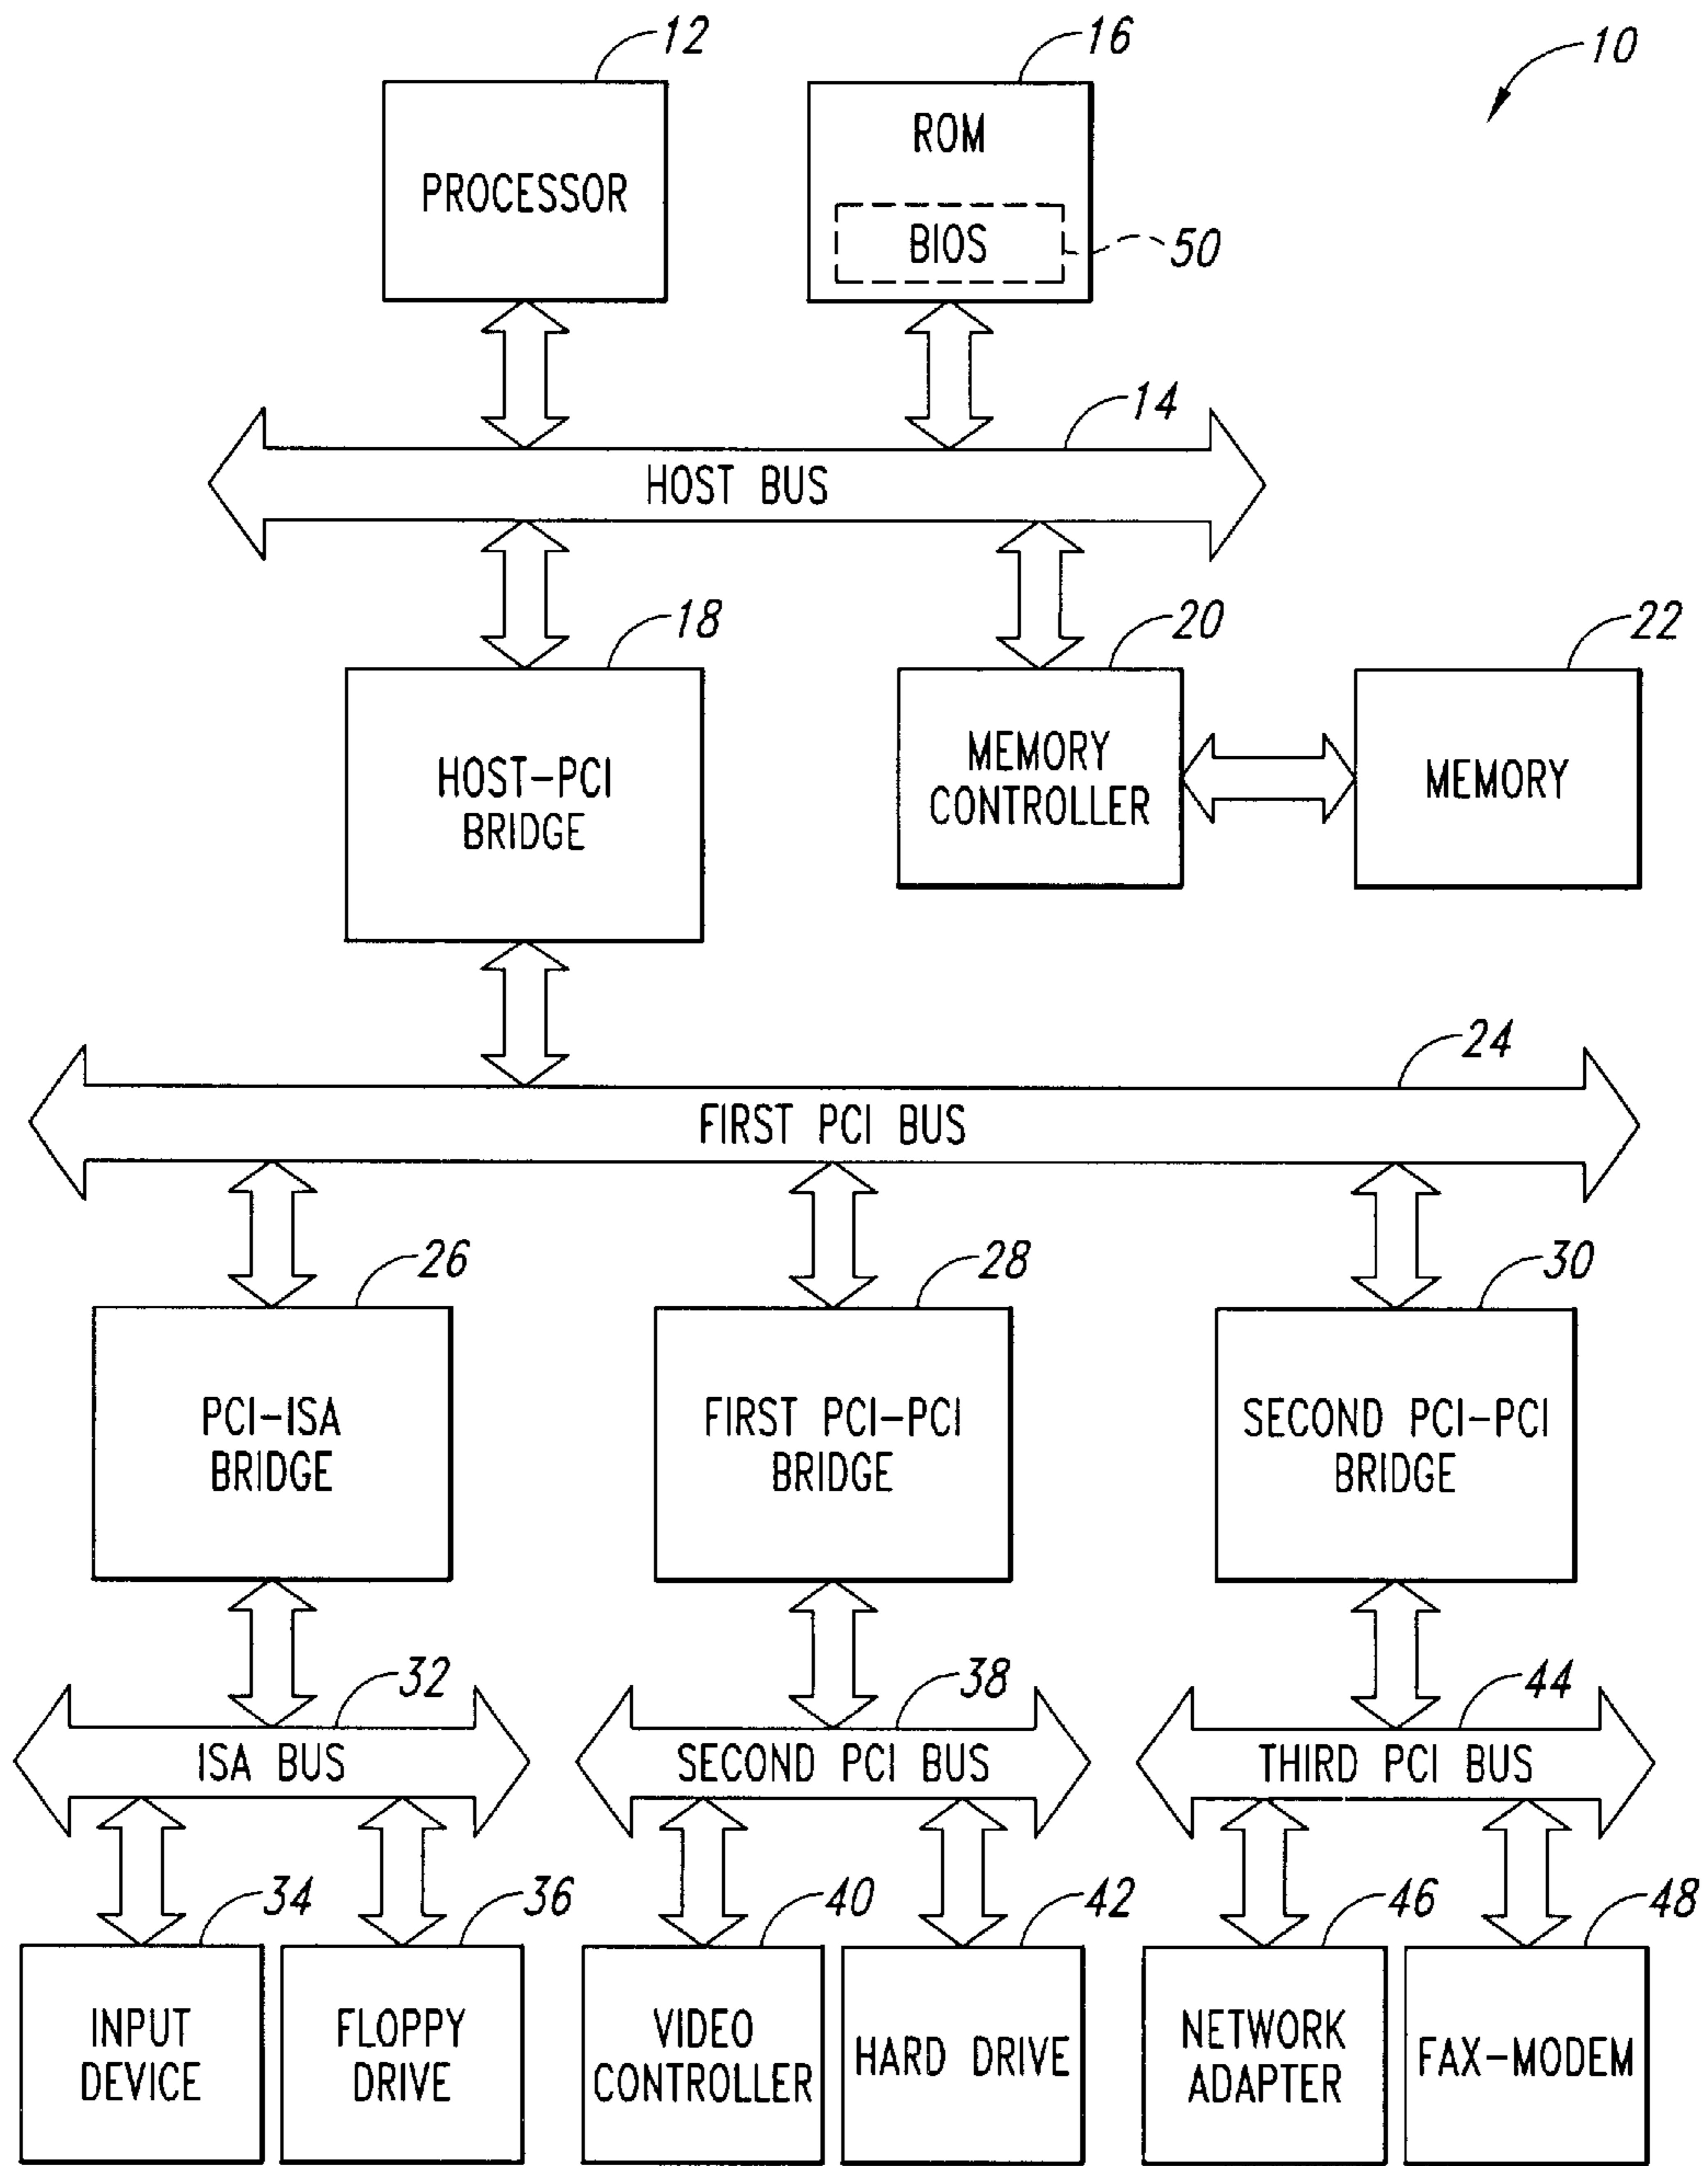 12
16
10
PROCESSOR
ROM
BIOS
50
14
HOST BUS
18
20
22
HOST-PCI
BRIDGE
MEMORY
CONTROLLER
MEMORY
24
FIRST PCI BUS
26
28
30
PCI-ISA
BRIDGE
FIRST PCI-PCI
BRIDGE
SECOND PCI-PCI
BRIDGE
32
38
44
ISA BUS
SECOND PCI BUS
THIRD PCI BUS
34
36
40
42
46
48
INPUT
DEVICE
FLOPPY
DRIVE
VIDEO
CONTROLLER
HARD DRIVE
NETWORK
ADAPTER
FAX-MODEM